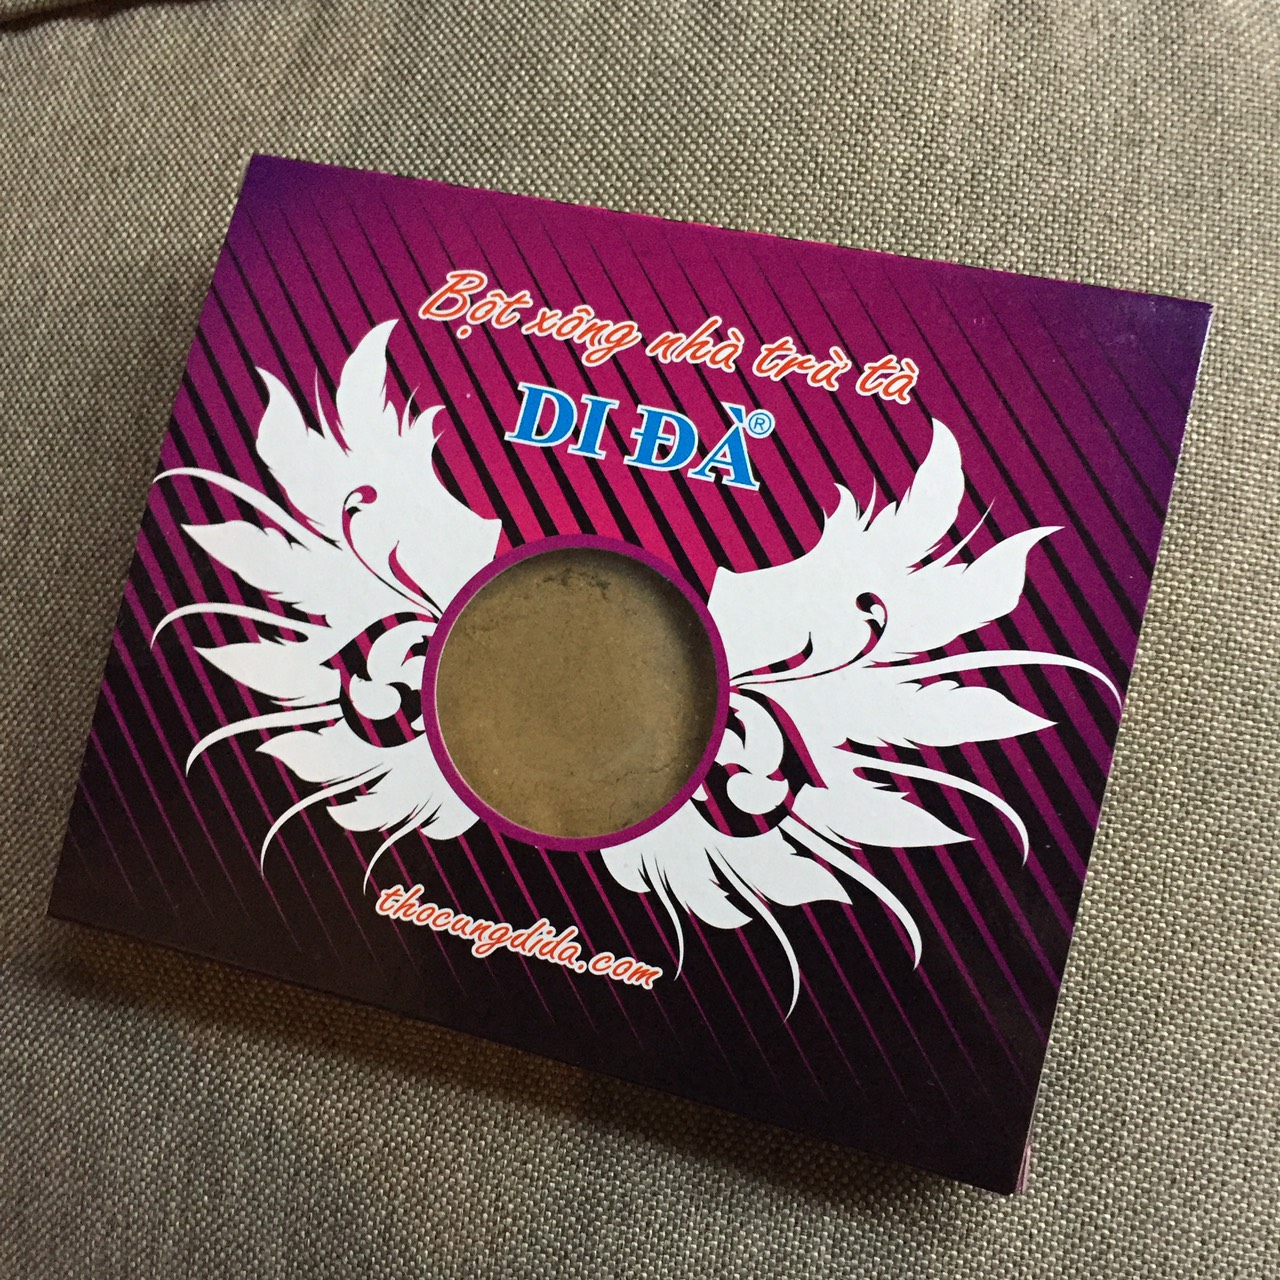 Bột xông nhà trừ tà
DI ĐÀ®
thocungdida.com